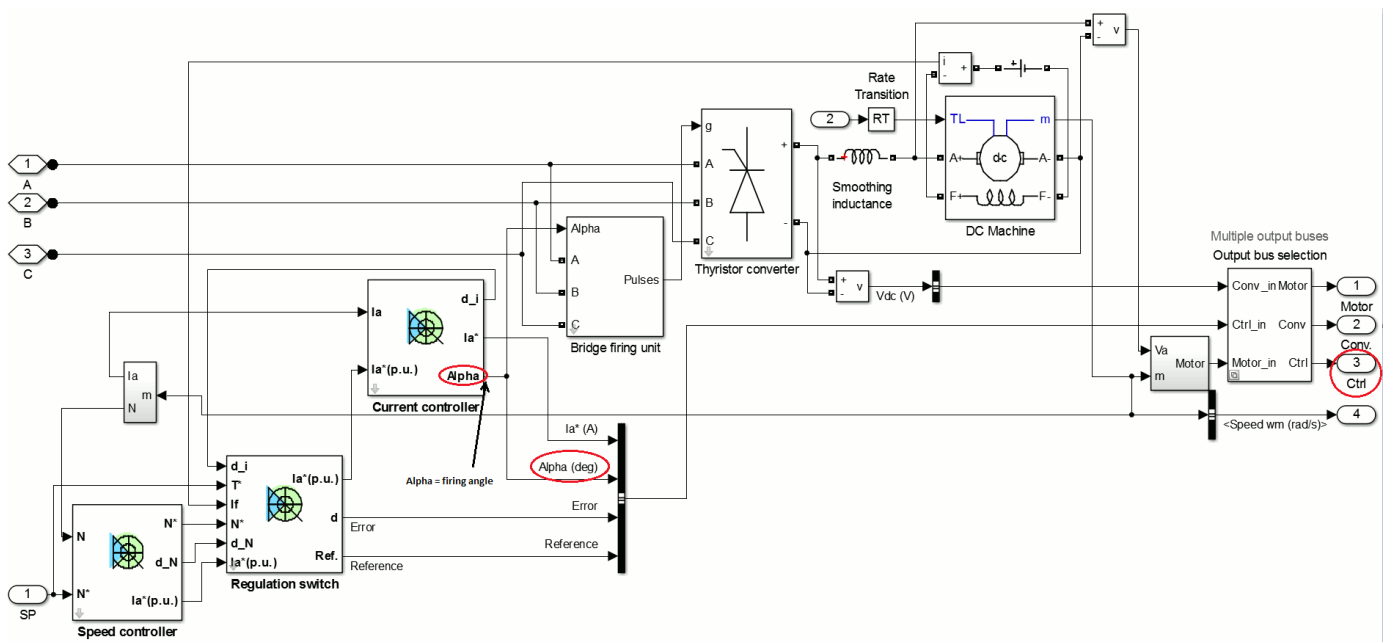 +
-
v
i
-
+
Rate
Transition
2
RT
TL
m
A+
dc
A-
F+
F-
DC Machine
Smoothing
inductance
g
A
B
C
+
-
Thyristor converter
1
A
2
B
3
C
Alpha
A
B
C
Pulses
Bridge firing unit
+
-
v
Vdc (V)
Multiple output buses
Output bus selection
Conv_in
Motor
Ctrl_in
Conv
Motor_in
Ctrl
1
Motor
2
Conv.
3
Ctrl
4
Va
m
Motor
<Speed wm (rad/s)>
Ia
d_i
Ia*
Ia*(p.u.)
Alpha
Current controller
Ia
m
N
Alpha = firing angle
Ia* (A)
Alpha (deg)
Error
Reference
d_i
T*
If
N*
d_N
Ia*(p.u.)
Ia*(p.u.)
d
Ref.
Error
Reference
Regulation switch
N
N*
N*
d_N
Ia*(p.u.)
Speed controller
1
SP